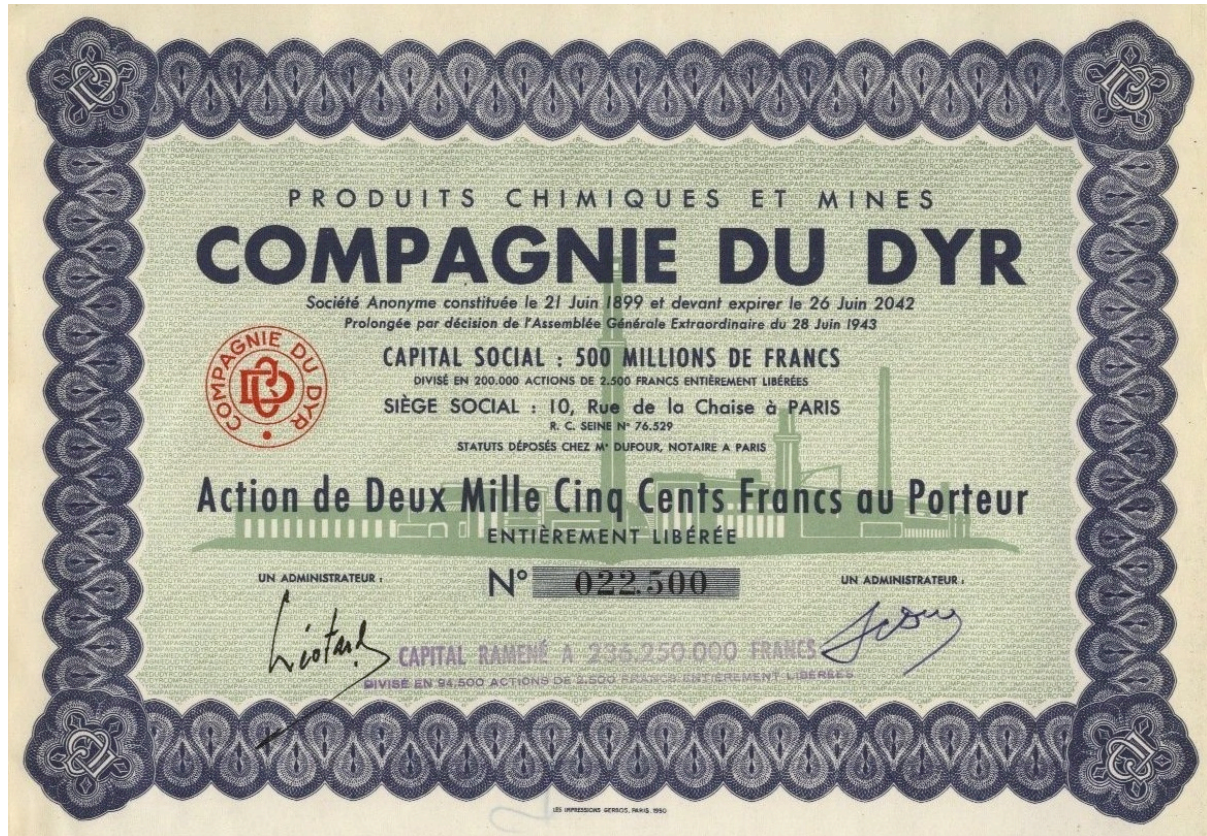 PRODUITS CHIMIQUES ET MINES
COMPAGNIE DU DYR
Société Anonyme constituée le 21 Juin 1899 et devant expirer le 26 Juin 2042
Prolongée par décision de l'Assemblée Générale Extraordinaire du 28 Juin 1943
COMPAGNIE DU DYR
CAPITAL SOCIAL : 500 MILLIONS DE FRANCS
DIVISÉ EN 200.000 ACTIONS DE 2.500 FRANCS ENTIÈREMENT LIBÉRÉES
SIÈGE SOCIAL : 10, Rue de la Chaise à PARIS
R. C. SEINE No 76.529
STATUTS DÉPOSÉS CHEZ Me DUFOUR, NOTAIRE A PARIS
Action de Deux Mille Cinq Cents Francs au Porteur
ENTIÈREMENT LIBÉRÉE
UN ADMINISTRATEUR :
N° 022.500
UN ADMINISTRATEUR :
CAPITAL RAMENÉ A 236.250.000 FRANCS
DIVISÉ EN 94.500 ACTIONS DE 2.500 FRANCS ENTIEREMENT LIBÉRÉES
LES IMPRESSIONS GERBOS, PARIS. 1950